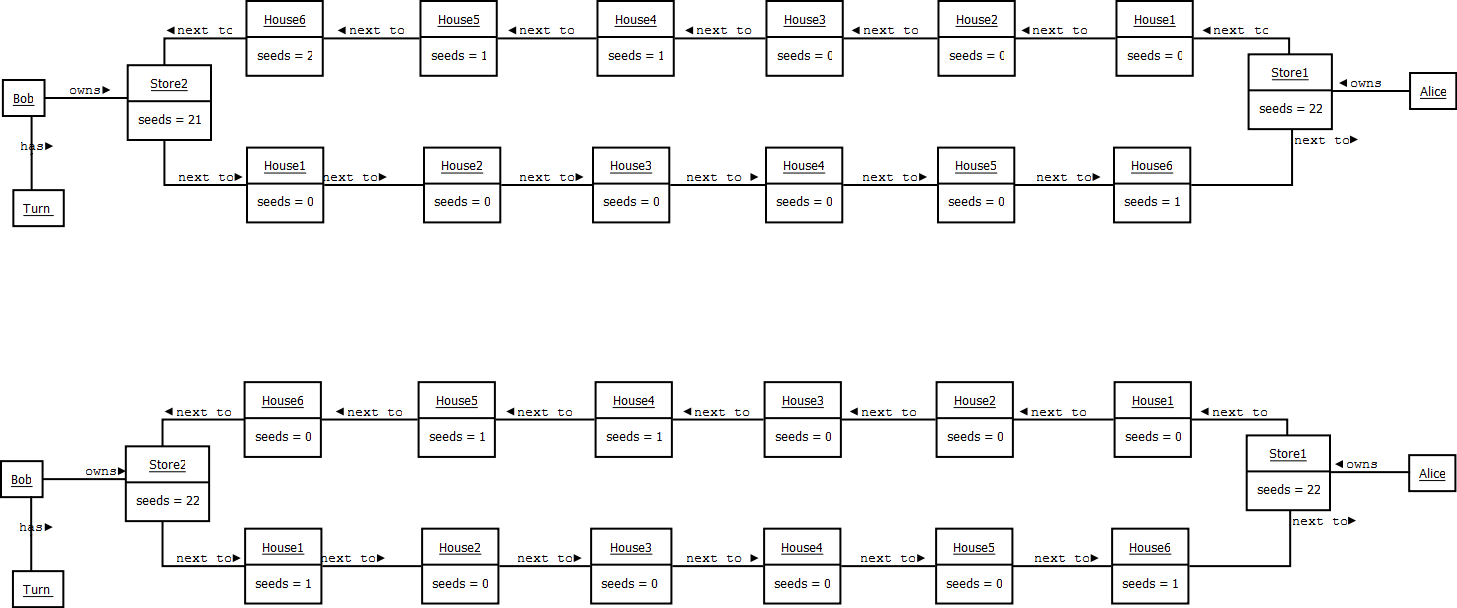 House6 House5 House4 House3 House2 House1
◄next to ◄next to ◄next to ◄next to ◄next to ◄next to ◄next to
seeds = 2 seeds = 1 seeds = 1 seeds = 0 seeds = 0 seeds = 0
Store2 Store1
Bob owns► ◄owns Alice
seeds = 21 seeds = 22
has► next to►
House1 House2 House3 House4 House5 House6
next to► next to► next to► next to ► next to► next to►
seeds = 0 seeds = 0 seeds = 0 seeds = 0 seeds = 0 seeds = 1
Turn
House6 House5 House4 House3 House2 House1
◄next to ◄next to ◄next to ◄next to ◄next to ◄next to ◄next to
seeds = 0 seeds = 1 seeds = 1 seeds = 0 seeds = 0 seeds = 0
Store2 Store1
Bob owns► ◄owns Alice
seeds = 22 seeds = 22
has► next to►
House1 House2 House3 House4 House5 House6
next to► next to► next to► next to ► next to► next to►
seeds = 1 seeds = 0 seeds = 0 seeds = 0 seeds = 0 seeds = 1
Turn